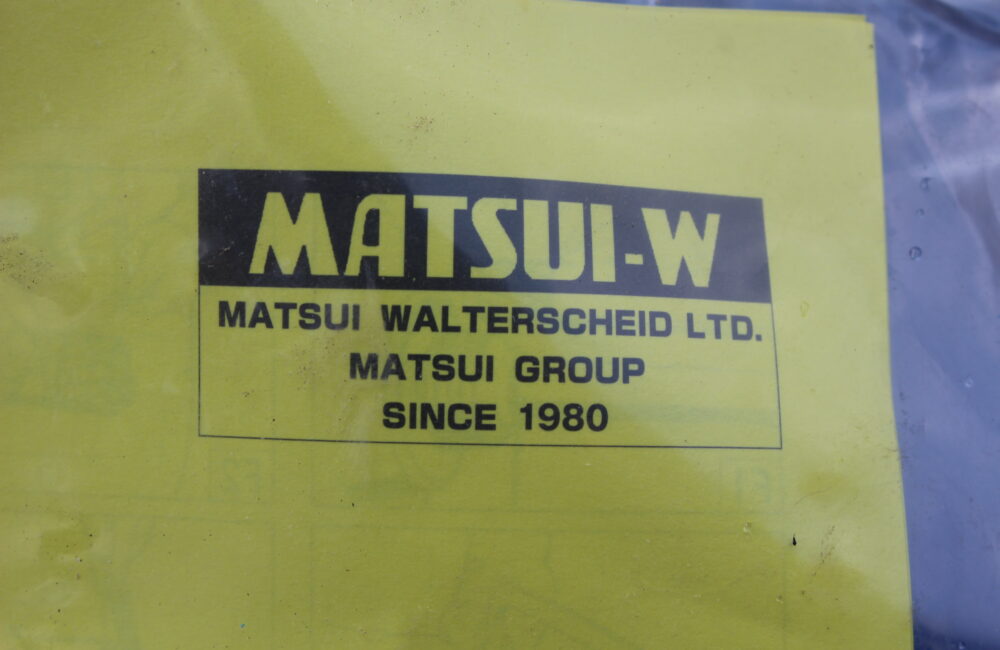 MATSUI-W
MATSUI WALTERSCHEID LTD.
MATSUI GROUP
SINCE 1980